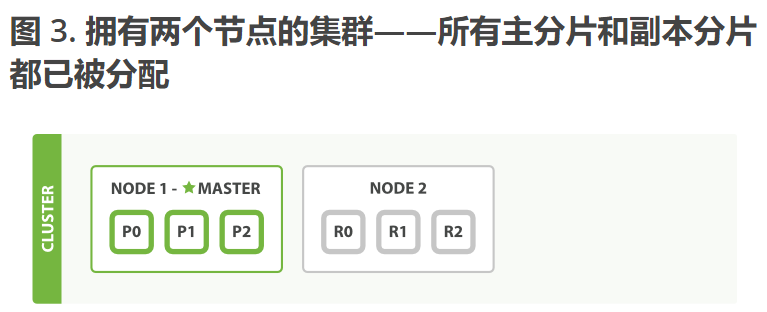 图 3. 拥有两个节点的集群——所有主分片和副本分片
都已被分配
CLUSTER
NODE 1 - ★ MASTER
P0 P1 P2
NODE 2
R0 R1 R2